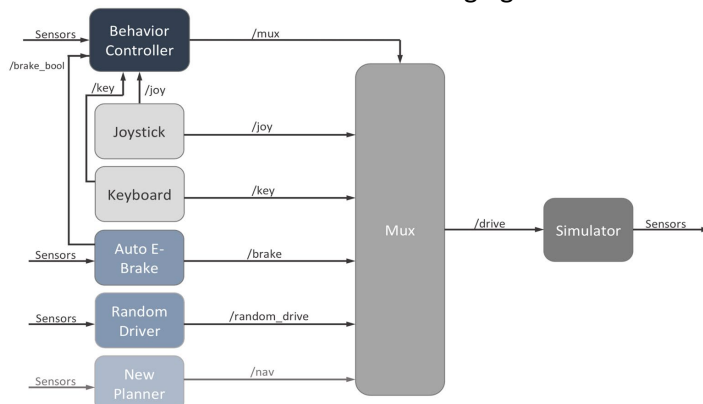 Sensors
Behavior
Controller
/mux
/brake_bool
/key
/joy
Joystick
/joy
Keyboard
/key
Mux
/drive
Simulator
Sensors
Sensors
Auto E-
Brake
/brake
Sensors
Random
Driver
/random_drive
Sensors
New
Planner
/nav